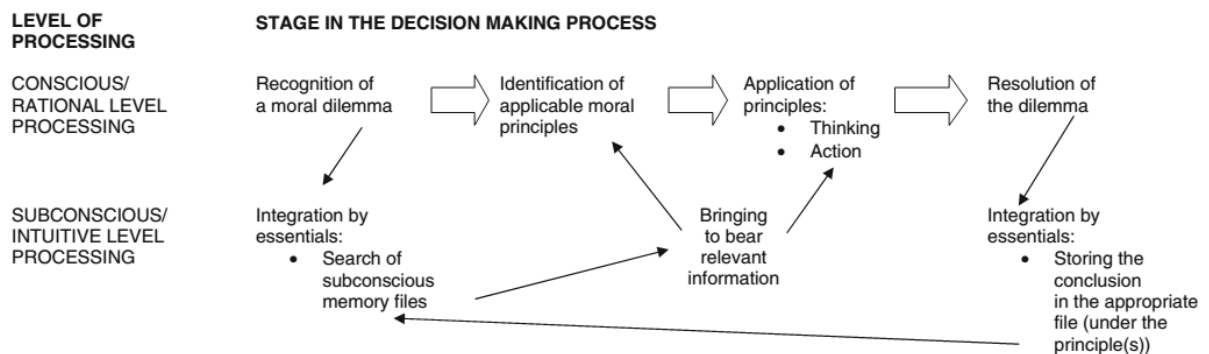 LEVEL OF
PROCESSING
STAGE IN THE DECISION MAKING PROCESS
CONSCIOUS/
RATIONAL LEVEL
PROCESSING
Recognition of
a moral dilemma
Identification of
applicable moral
principles
Application of
principles:
• Thinking
• Action
Resolution of
the dilemma
SUBCONSCIOUS/
INTUITIVE LEVEL
PROCESSING
Integration by
essentials:
• Search of
subconscious
memory files
Bringing
to bear
relevant
information
Integration by
essentials:
• Storing the
conclusion
in the appropriate
file (under the
principle(s))